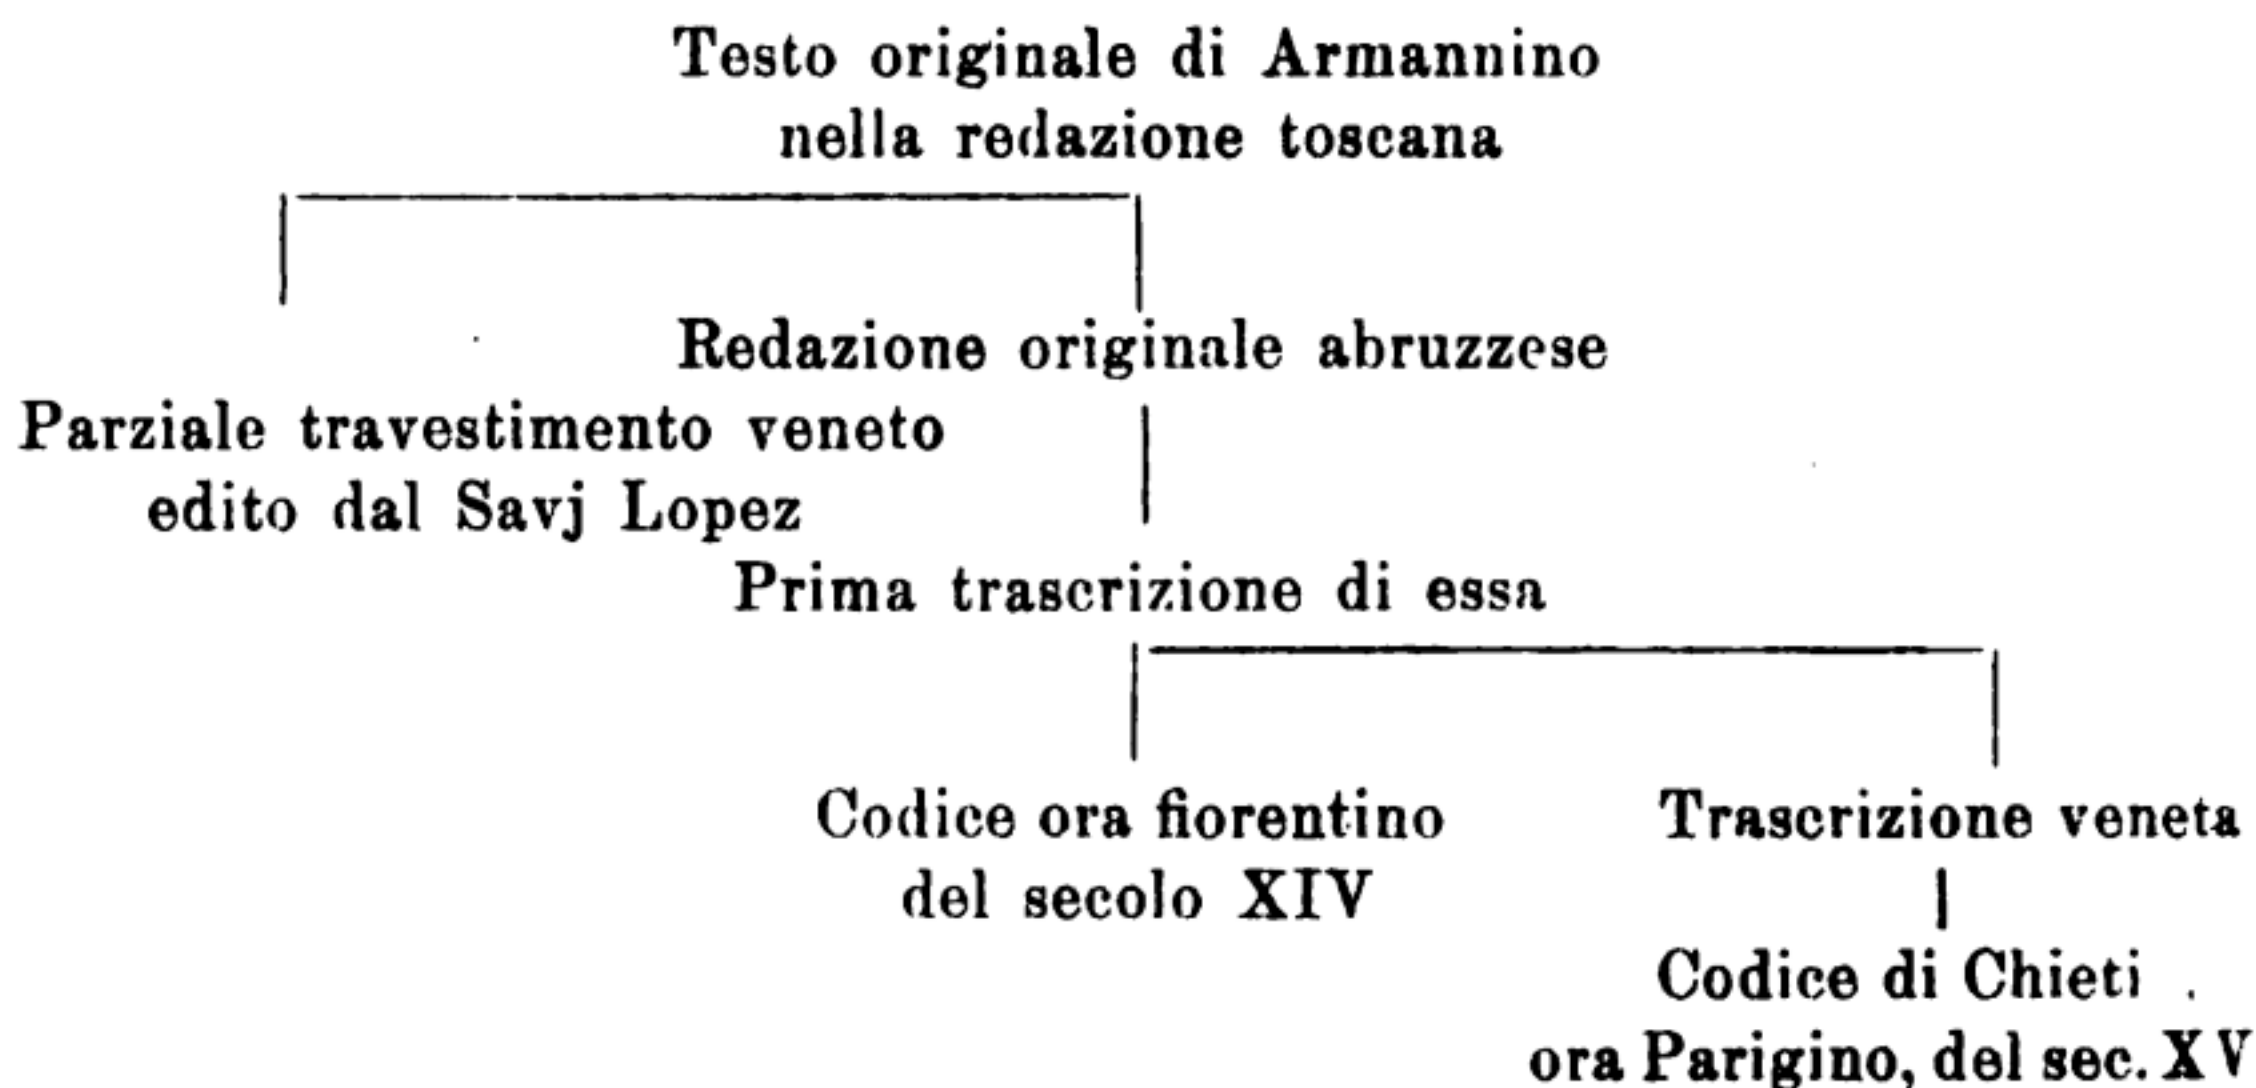 Testo originale di Armannino
nella redazione toscana
Redazione originale abruzzese
Parziale travestimento veneto
edito dal Savj Lopez
Prima trascrizione di essa
Codice ora fiorentino
del secolo XIV
Trascrizione veneta
Codice di Chieti
ora Parigino, del sec. XV